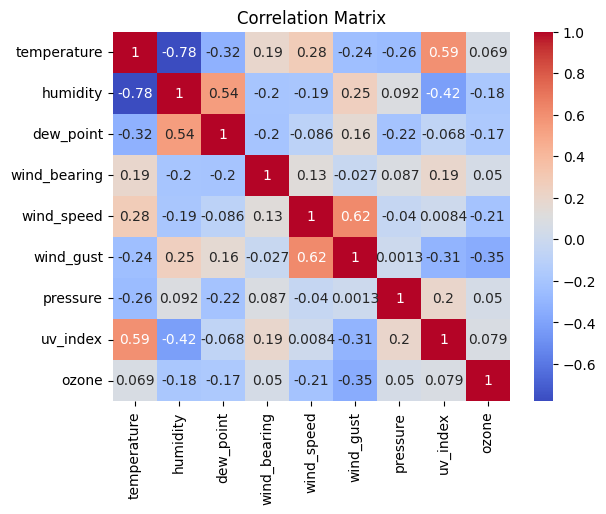 Correlation Matrix
temperature 1 -0.78 -0.32 0.19 0.28 -0.24 -0.26 0.59 0.069
humidity -0.78 1 0.54 -0.2 -0.19 0.25 0.092 -0.42 -0.18
dew_point -0.32 0.54 1 -0.2 -0.086 0.16 -0.22 -0.068 -0.17
wind_bearing 0.19 -0.2 -0.2 1 0.13 -0.027 0.087 0.19 0.05
wind_speed 0.28 -0.19 -0.086 0.13 1 0.62 -0.04 0.0084 -0.21
wind_gust -0.24 0.25 0.16 -0.027 0.62 1 0.0013 -0.31 -0.35
pressure -0.26 0.092 -0.22 0.087 -0.04 0.0013 1 0.2 0.05
uv_index 0.59 -0.42 -0.068 0.19 0.0084 -0.31 0.2 1 0.079
ozone 0.069 -0.18 -0.17 0.05 -0.21 -0.35 0.05 0.079 1
temperature
humidity
dew_point
wind_bearing
wind_speed
wind_gust
pressure
uv_index
ozone
1.0
0.8
0.6
0.4
0.2
0.0
−0.2
−0.4
−0.6